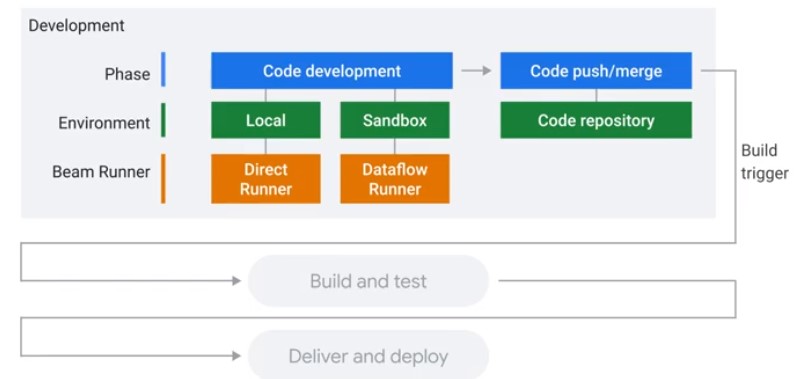 Development
Phase
Code development
Code push/merge
Environment
Local
Sandbox
Code repository
Beam Runner
Direct
Runner
Dataflow
Runner
Build
trigger
Build and test
Deliver and deploy